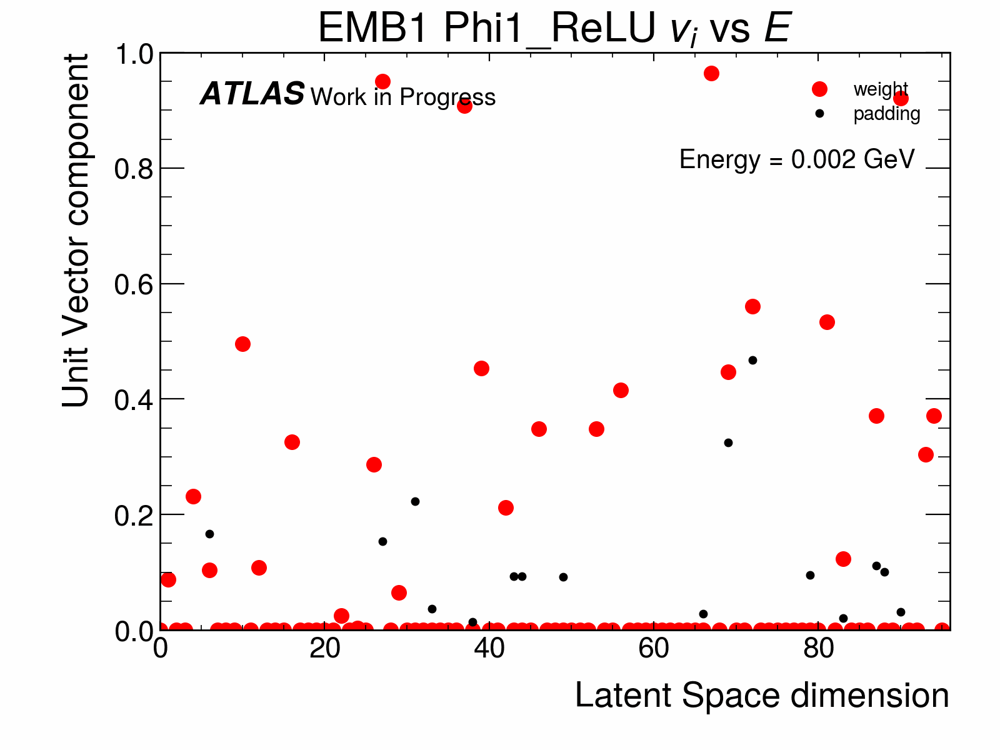 EMB1 Phi1_ReLU vi vs E
Unit Vector component
1.0
0.8
0.6
0.4
0.2
0.0
ATLAS Work in Progress
weight
padding
Energy = 0.002 GeV
0 20 40 60 80
Latent Space dimension